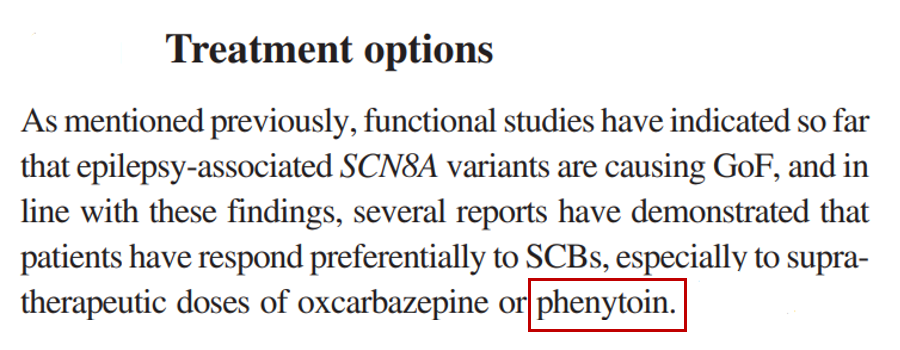 Treatment options
As mentioned previously, functional studies have indicated so far
that epilepsy-associated SCN8A variants are causing GoF, and in
line with these findings, several reports have demonstrated that
patients have respond preferentially to SCBs, especially to supra-
therapeutic doses of oxcarbazepine or phenytoin.